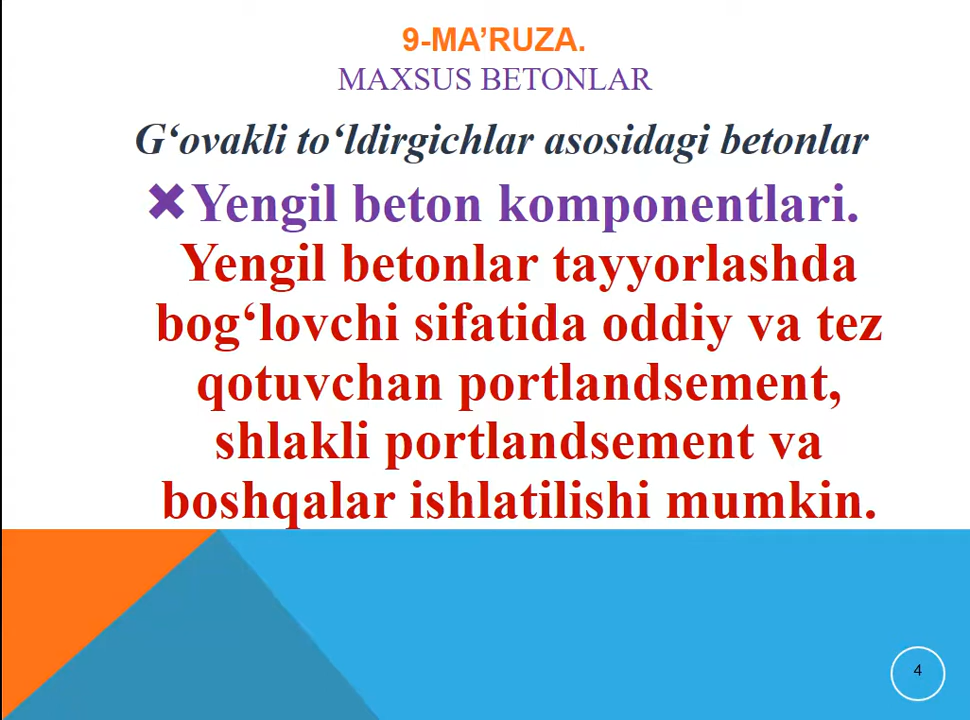 9-MA’RUZA.
MAXSUS BETONLAR
G‘ovakli to‘ldirgichlar asosidagi betonlar
Yengil beton komponentlari.
Yengil betonlar tayyorlashda
bog‘lovchi sifatida oddiy va tez
qotuvchan portlandsement,
shlakli portlandsement va
boshqalar ishlatilishi mumkin.
4